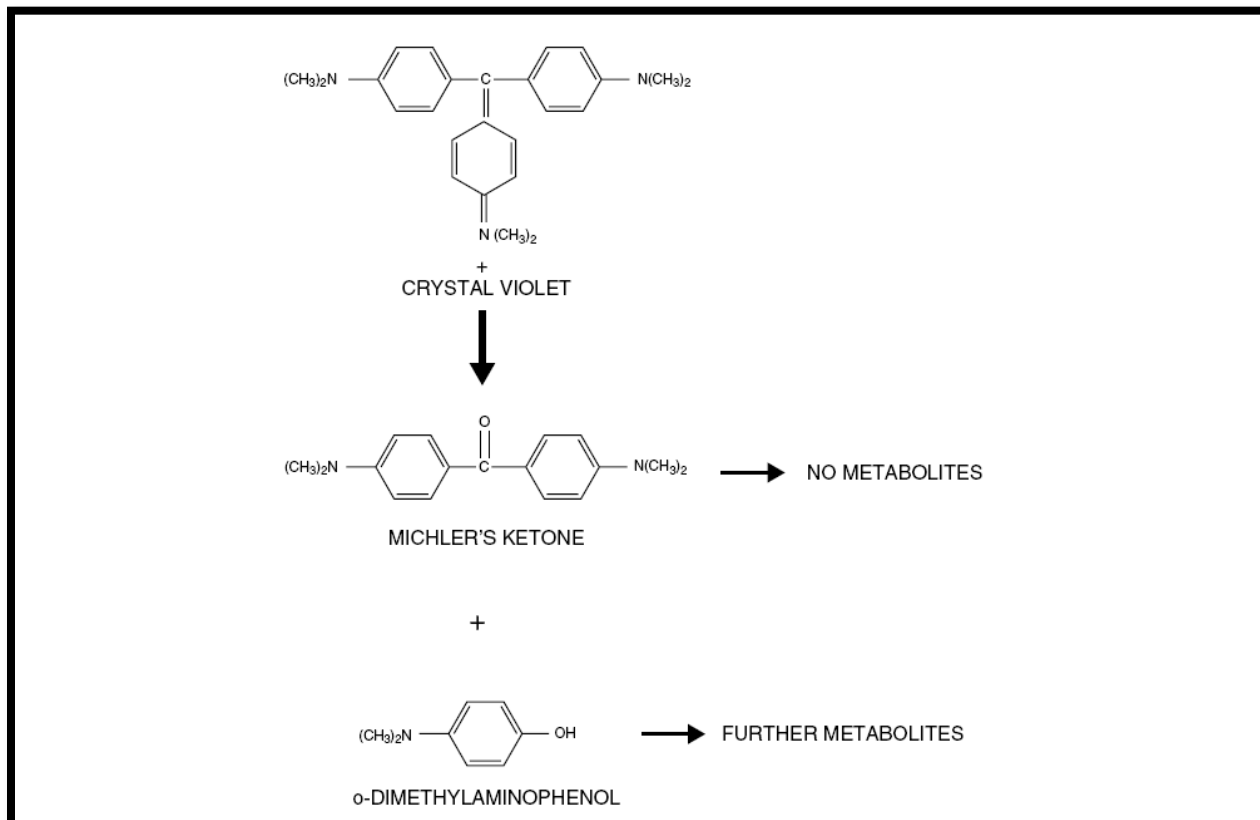 (CH₃)₂N C N(CH₃)₂
N (CH₃)₂
+
CRYSTAL VIOLET
O
(CH₃)₂N C N(CH₃)₂ NO METABOLITES
MICHLER'S KETONE
+
(CH₃)₂N OH FURTHER METABOLITES
o-DIMETHYLAMINOPHENOL